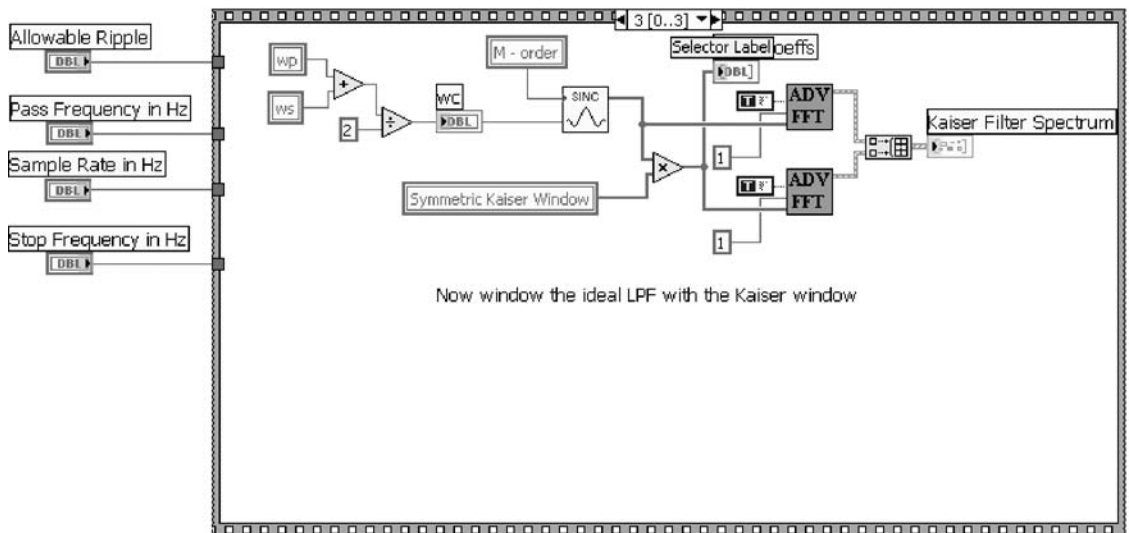 3 [0..3]
Allowable Ripple
DBL
Pass Frequency in Hz
DBL
Sample Rate in Hz
DBL
Stop Frequency in Hz
DBL
wp
ws
+
2
÷
wc
DBL
M - order
SINC
Symmetric Kaiser Window
×
Selector Label oeffs
DBL]
T
1
ADV
FFT
T
1
ADV
FFT
Kaiser Filter Spectrum
Now window the ideal LPF with the Kaiser window